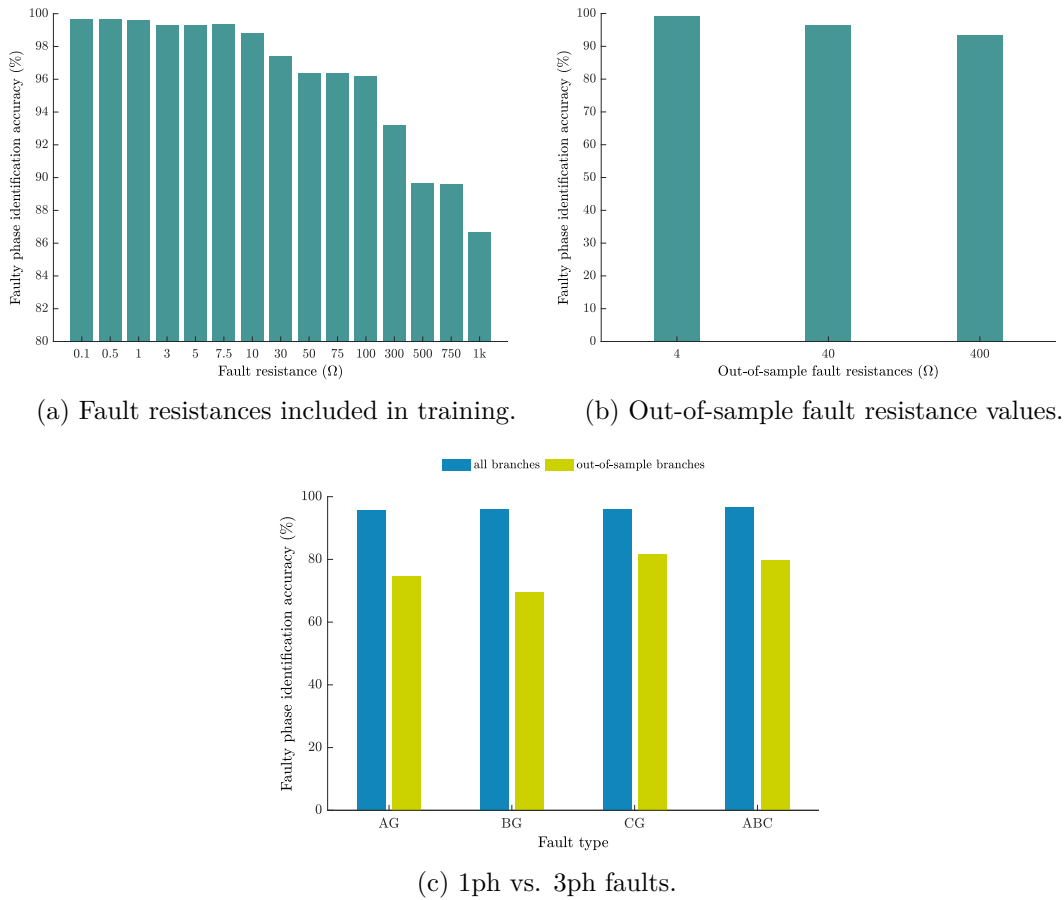 Faulty phase identification accuracy (%)
100
98
96
94
92
90
88
86
84
82
80
0.1 0.5 1 3 5 7.5 10 30 50 75 100 300 500 750 1k
Fault resistance (Ω)
(a) Fault resistances included in training.
Faulty phase identification accuracy (%)
100
90
80
70
60
50
40
30
20
10
0
4 40 400
Out-of-sample fault resistances (Ω)
(b) Out-of-sample fault resistance values.
all branches out-of-sample branches
Faulty phase identification accuracy (%)
100
80
60
40
20
0
AG BG CG ABC
Fault type
(c) 1ph vs. 3ph faults.